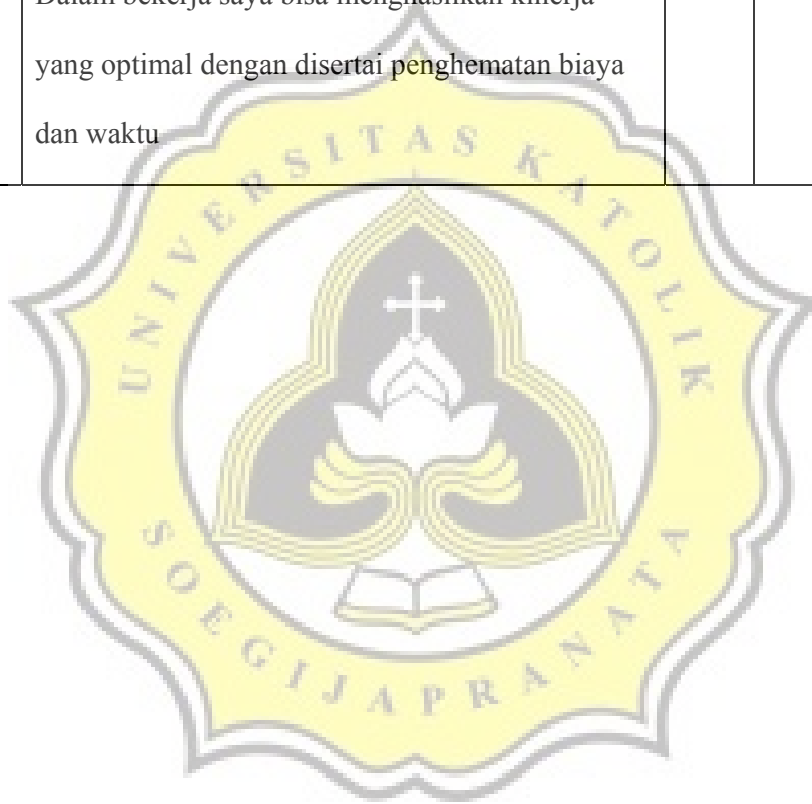 Dalam bekerja saya bisa menghasilkan kinerja
yang optimal dengan disertai penghematan biaya
dan waktu
UNIVERSITAS KATOLIK
SOEGIJAPRANATA